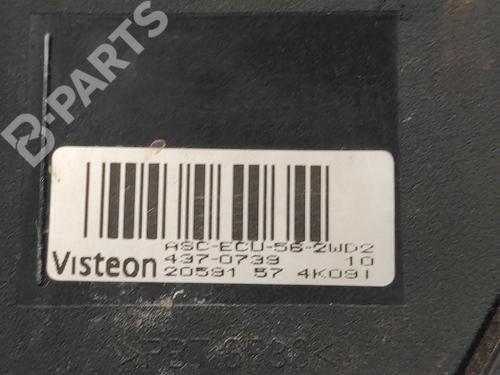 B-PARTS
ASC-ECU-56-2WD2
Visteon 437-0739 10
20591 57 4K091